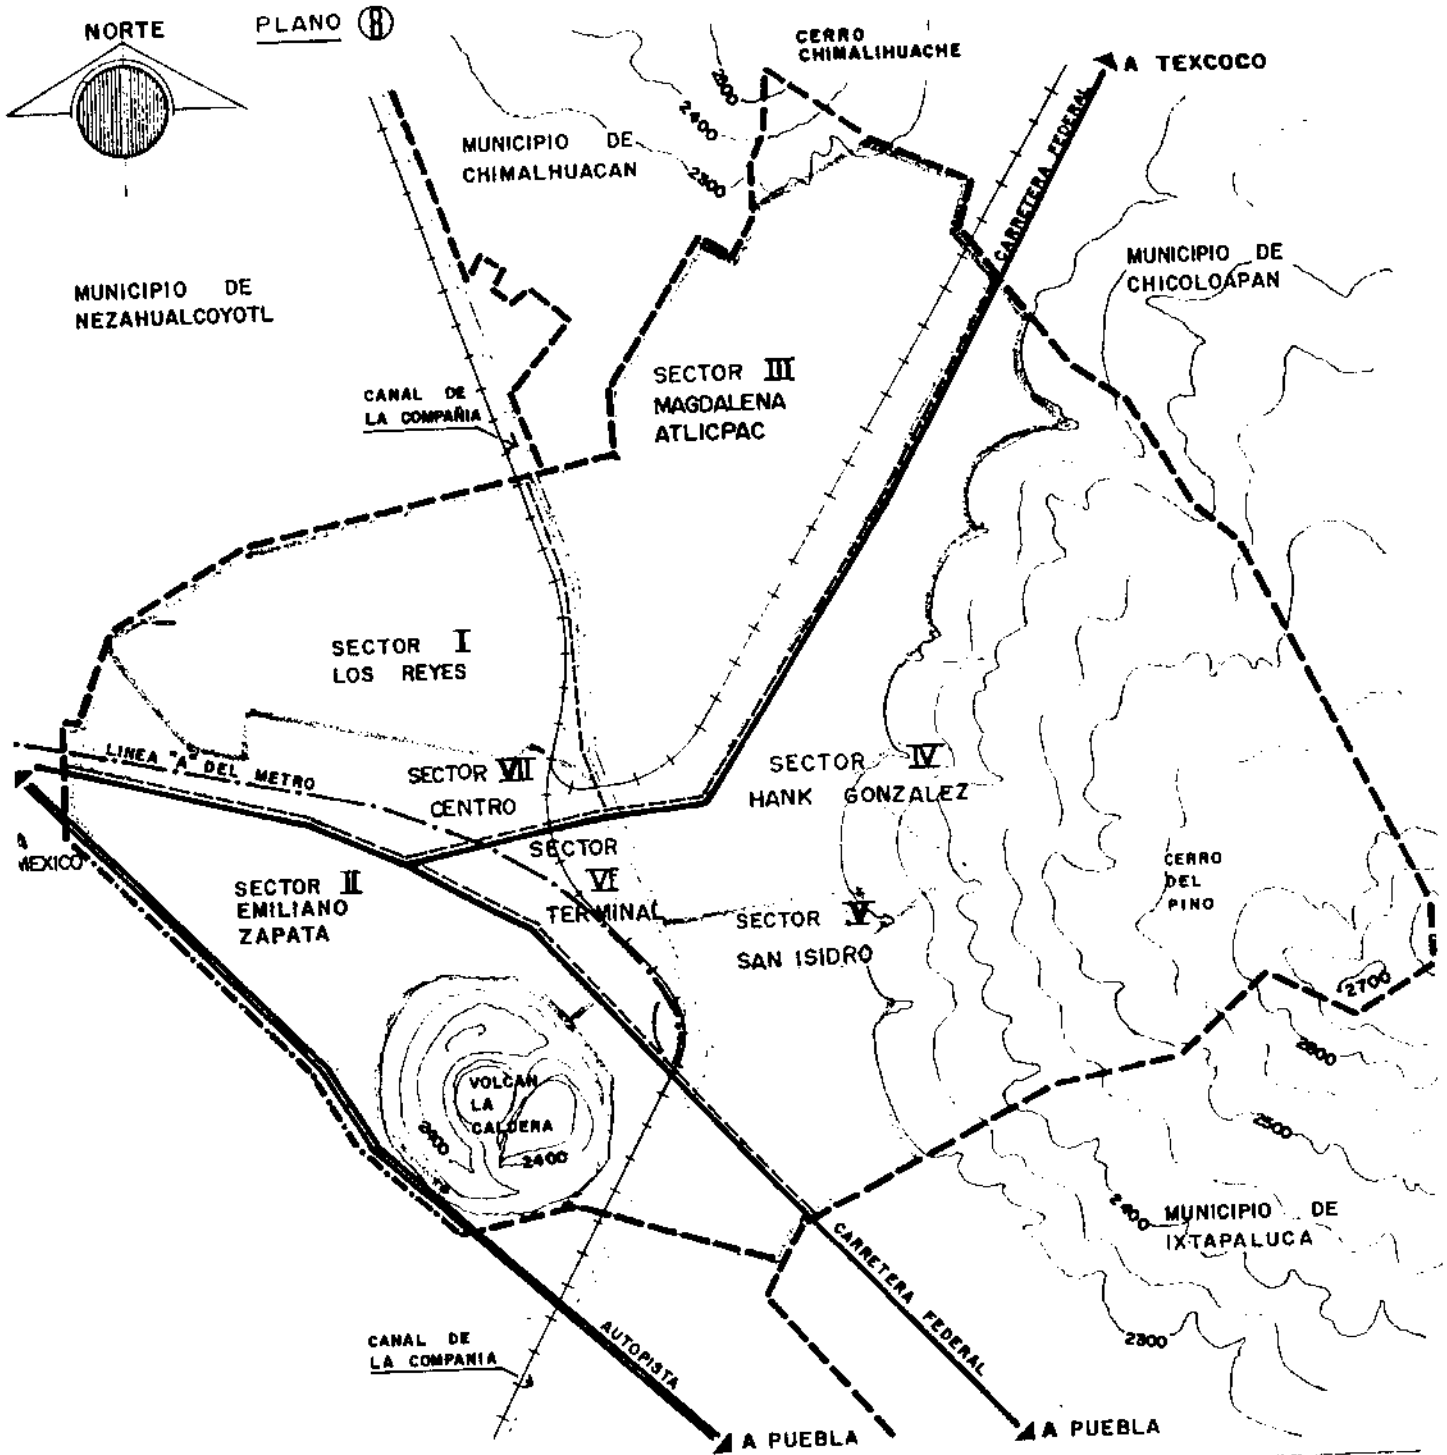 NORTE
PLANO 8
CERRO
CHIMALIHUACHE
A TEXCOCO
2500
2400
2300
MUNICIPIO DE
CHIMALHUACAN
CARRETERA FEDERAL
MUNICIPIO DE
NEZAHUALCOYOTL
MUNICIPIO DE
CHICOLOAPAN
CANAL DE
LA COMPAÑIA
SECTOR III
MAGDALENA
ATLICPAC
SECTOR I
LOS REYES
LINEA "A" DEL METRO
SECTOR VII
CENTRO
SECTOR IV
HANK GONZALEZ
A
MEXICO
SECTOR II
EMILIANO
ZAPATA
SECTOR
VI
TERMINAL
SECTOR V
SAN ISIDRO
CERRO
DEL
PINO
2700
2600
2500
2400
2300
VOLCAN
LA
CALDERA
2400
2400
MUNICIPIO DE
IXTAPALUCA
CARRETERA FEDERAL
CANAL DE
LA COMPAÑIA
AUTOPISTA
A PUEBLA
A PUEBLA